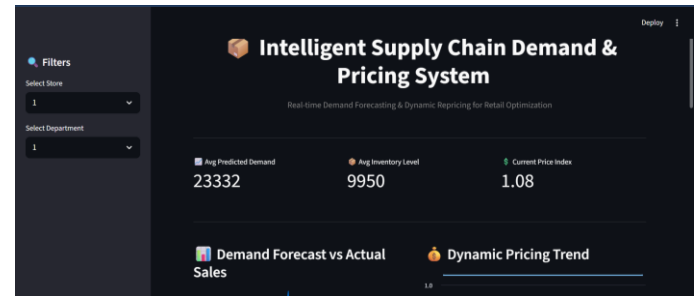 Deploy
🔍 Filters
Select Store
1
Select Department
1
📦 Intelligent Supply Chain Demand &
Pricing System
Real-time Demand Forecasting & Dynamic Repricing for Retail Optimization
📈 Avg Predicted Demand
23332
📦 Avg Inventory Level
9950
💲 Current Price Index
1.08
📊 Demand Forecast vs Actual
Sales
💰 Dynamic Pricing Trend
1.0